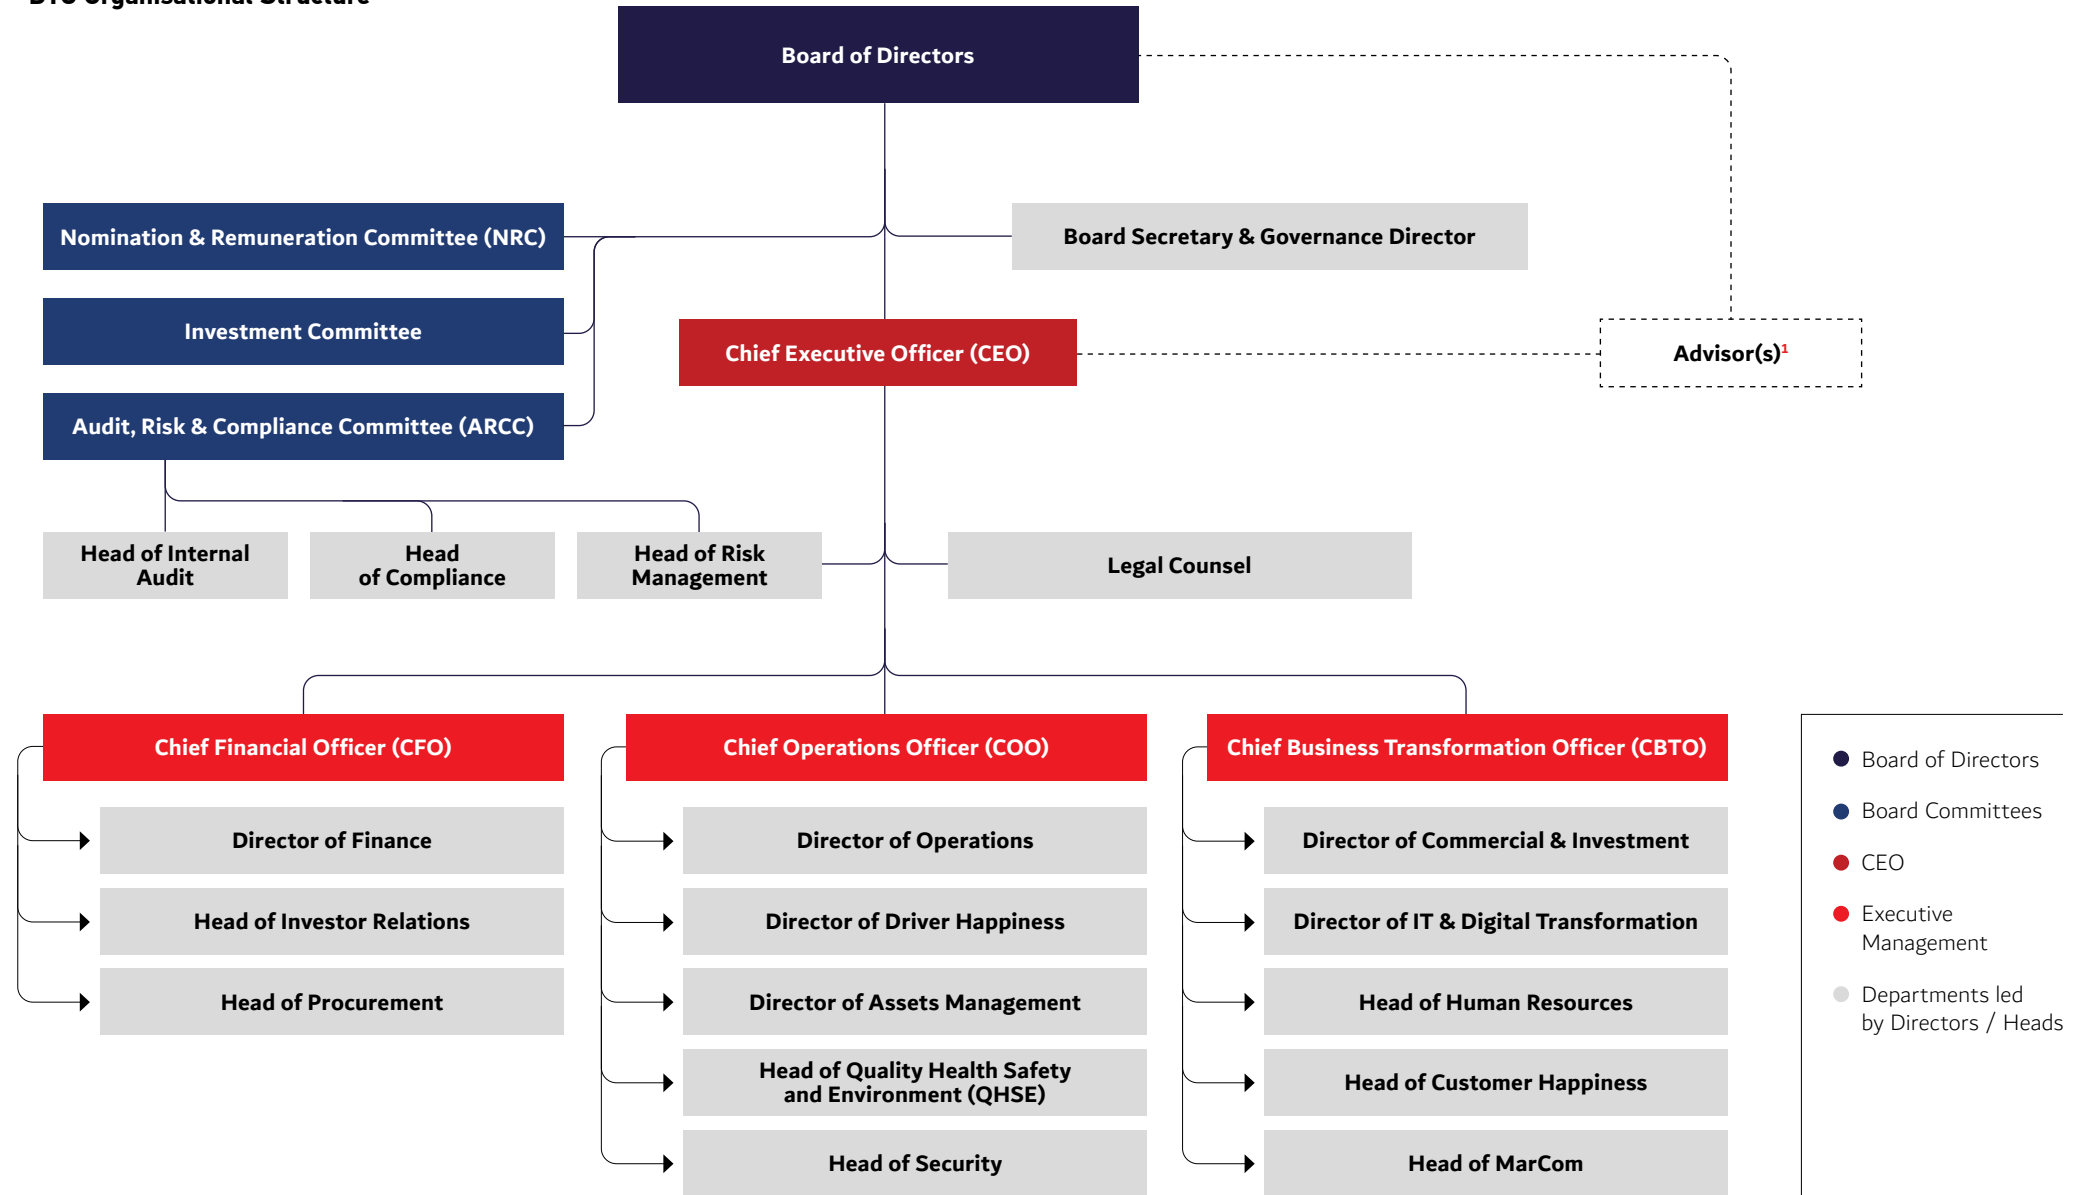 Organisational Structure
Board of Directors
Nomination & Remuneration Committee (NRC)
Board Secretary & Governance Director
Investment Committee
Chief Executive Officer (CEO)
Advisor(s)1
Audit, Risk & Compliance Committee (ARCC)
Head of Internal
Audit
Head
of Compliance
Head of Risk
Management
Legal Counsel
Chief Financial Officer (CFO)
Director of Finance
Head of Investor Relations
Head of Procurement
Chief Operations Officer (COO)
Director of Operations
Director of Driver Happiness
Director of Assets Management
Head of Quality Health Safety
and Environment (QHSE)
Head of Security
Chief Business Transformation Officer (CBTO)
Director of Commercial & Investment
Director of IT & Digital Transformation
Head of Human Resources
Head of Customer Happiness
Head of MarCom
Board of Directors
Board Committees
CEO
Executive
Management
Departments led
by Directors / Heads